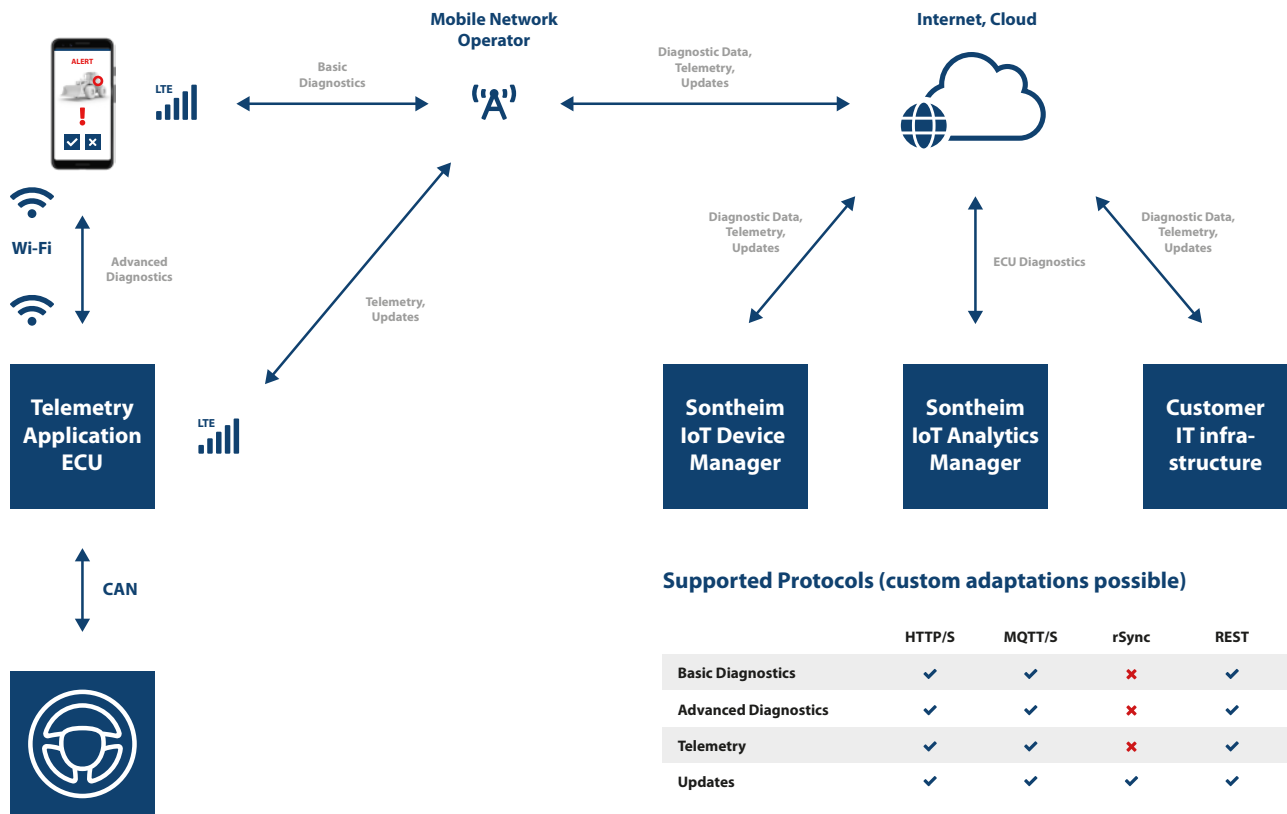 Mobile Network
Operator
Internet, Cloud
ALERT
LTE
Basic
Diagnostics
Diagnostic Data,
Telemetry,
Updates
Wi-Fi
Advanced
Diagnostics
Telemetry,
Updates
Diagnostic Data,
Telemetry,
Updates
ECU Diagnostics
Diagnostic Data,
Telemetry,
Updates
Telemetry
Application
ECU
LTE
Sontheim
IoT Device
Manager
Sontheim
IoT Analytics
Manager
Customer
IT infra-
structure
CAN
Supported Protocols (custom adaptations possible)
HTTP/S MQTT/S rSync REST
Basic Diagnostics
Advanced Diagnostics
Telemetry
Updates